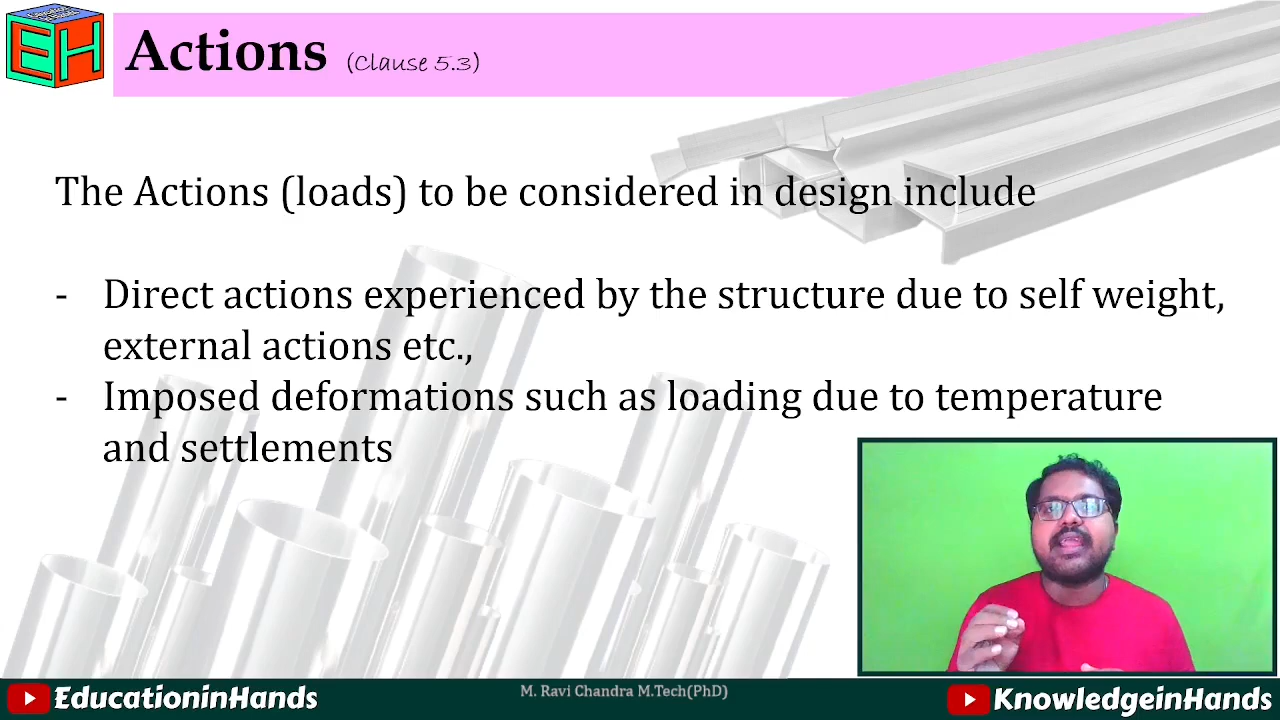 EH
Actions (Clause 5.3)
The Actions (loads) to be considered in design include
- Direct actions experienced by the structure due to self weight,
external actions etc.,
- Imposed deformations such as loading due to temperature
and settlements
EducationinHands
M. Ravi Chandra M.Tech(PhD)
KnowledgeinHands